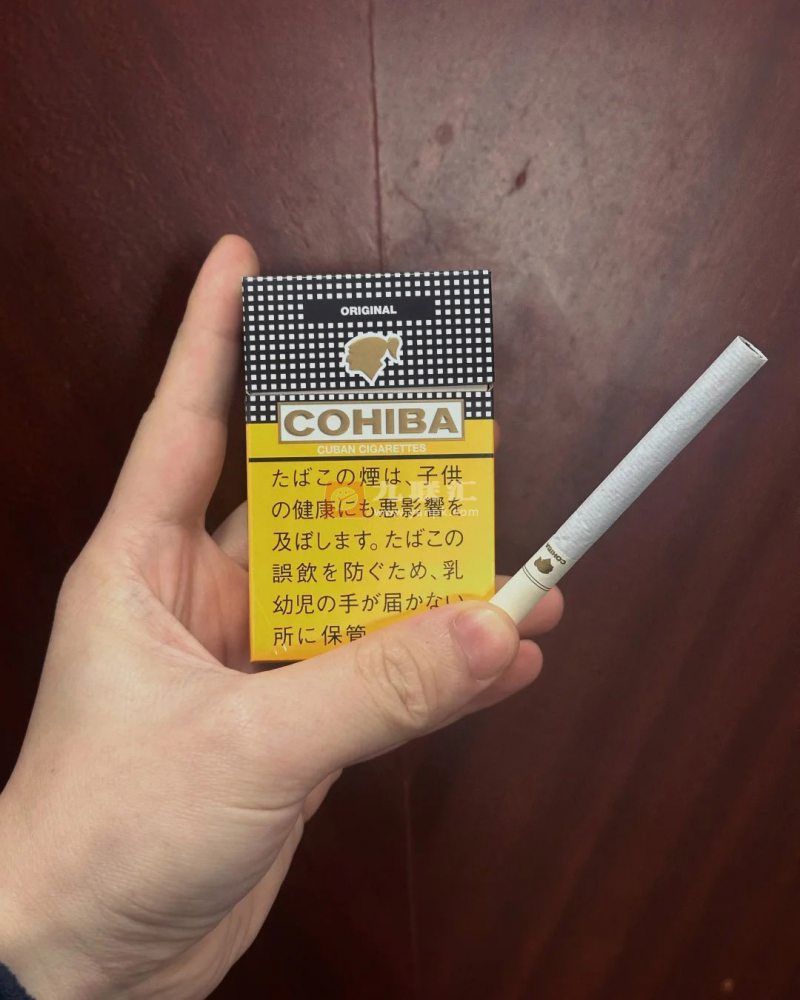 ORIGINAL
COHIBA
CUBAN CIGARETTES
たばこの煙は、子供
の健康にも悪影響を
及ぼします。たばこの
誤飲を防ぐため、乳
幼児の手が届かない
所に保管
COHIBA